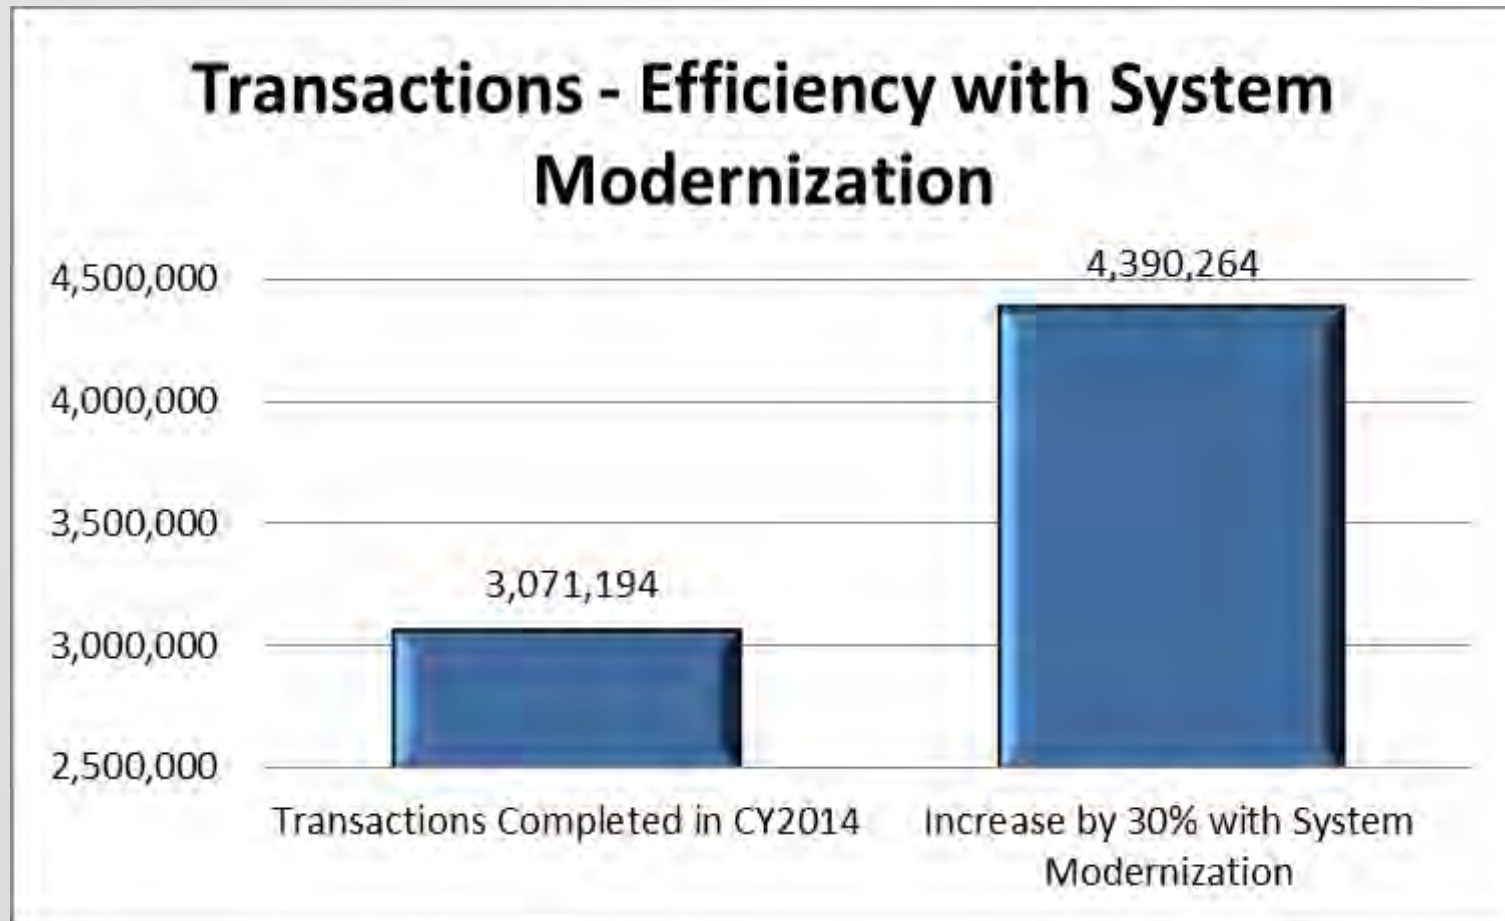 Transactions - Efficiency with System
Modernization
4,500,000
4,000,000
3,500,000
3,000,000
2,500,000
4,390,264
3,071,194
Transactions Completed in CY2014
Increase by 30% with System
Modernization